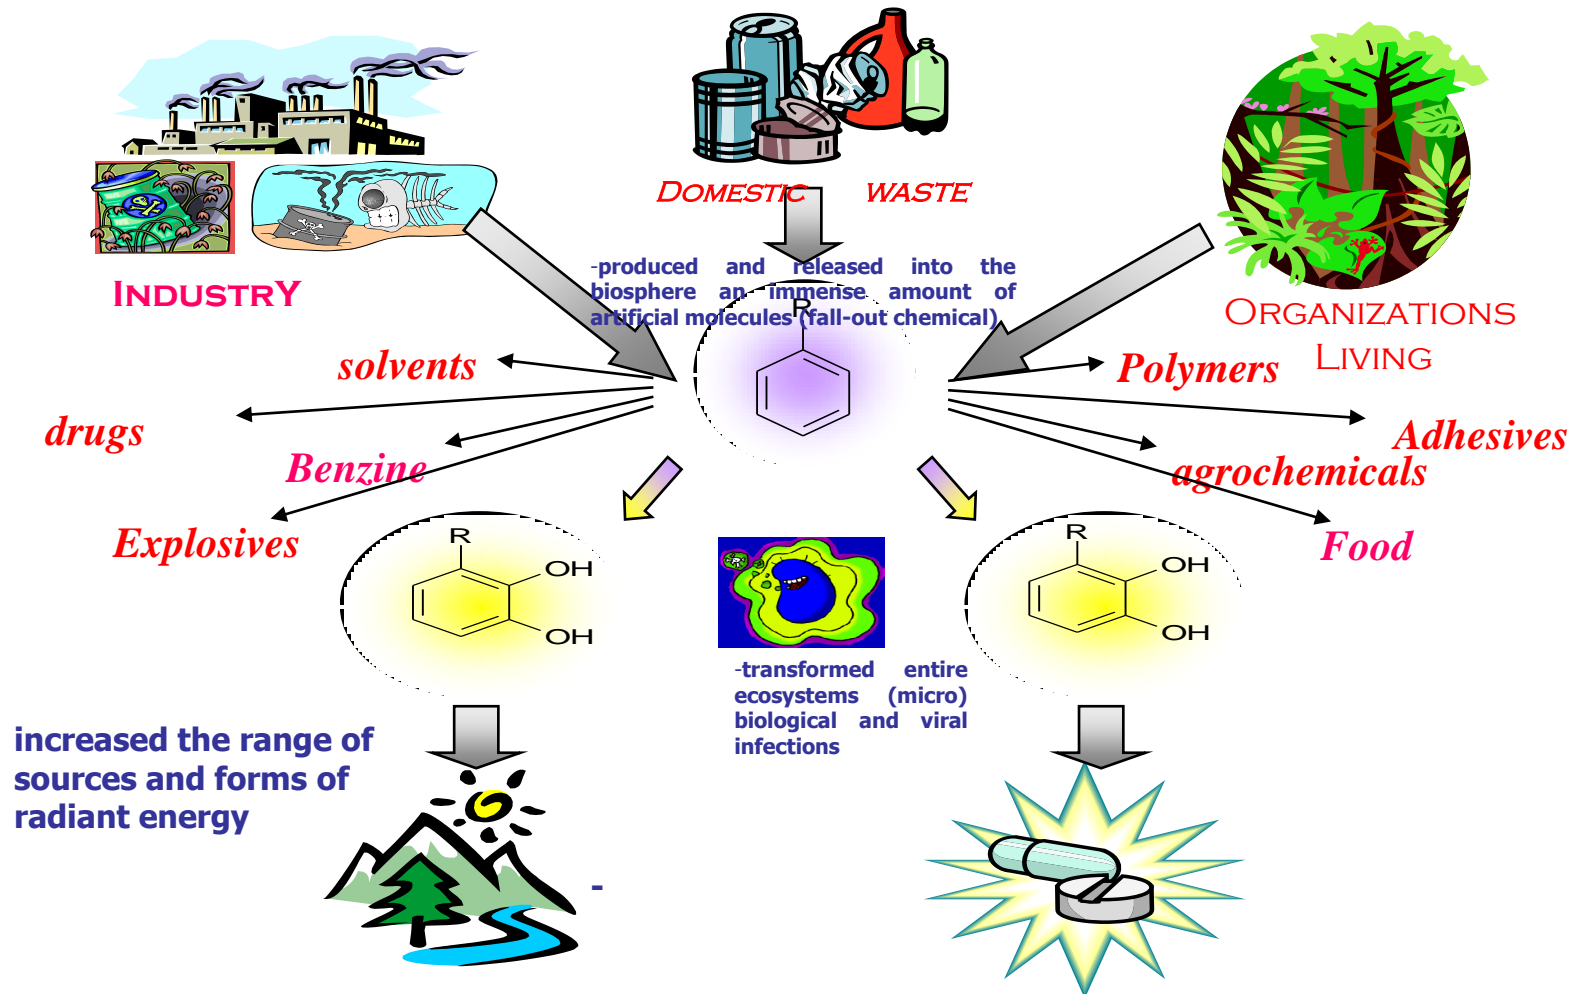 DOMESTIC WASTE
INDUSTRY
-produced and released into the
biosphere an immense amount of
artificial molecules (fall-out chemical)
R
ORGANIZATIONS
LIVING
solvents
Polymers
drugs
Adhesives
Benzine
agrochemicals
Explosives
Food
R
OH
OH
R
OH
OH
-transformed entire
ecosystems (micro)
biological and viral
infections
increased the range of
sources and forms of
radiant energy
-